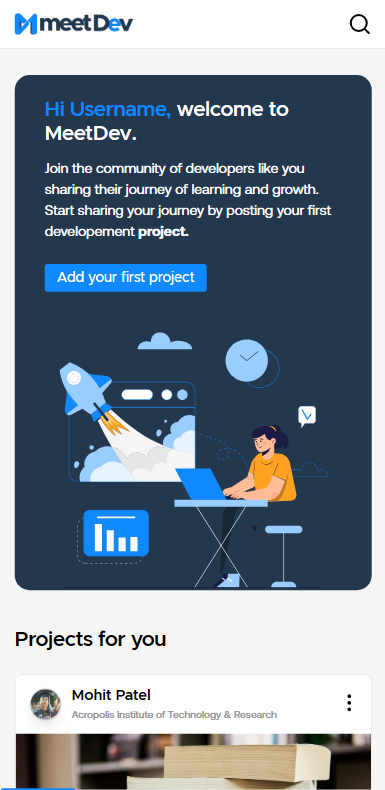 meetDev
Hi Username, welcome to
MeetDev.
Join the community of developers like you
sharing their journey of learning and growth.
Start sharing your journey by posting your first
developement project.
Add your first project
Projects for you
Mohit Patel
Acropolis Institute of Technology & Research